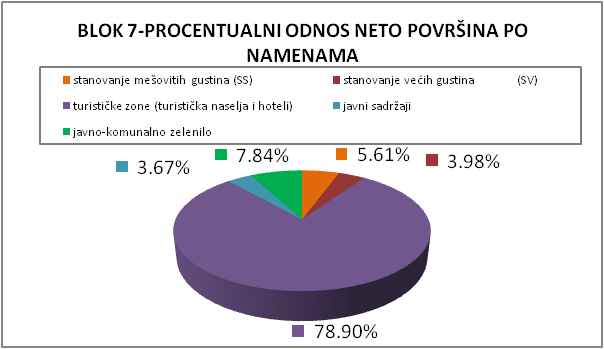 BLOK 7-PROCENTUALNI ODNOS NETO POVRŠINA PO
NAMENAMA
stanovanje mešovitih gustina (SS)
stanovanje većih gustina (SV)
turističke zone (turistička naselja i hoteli)
javni sadržaji
javno-komunalno zelenilo
3.67%
7.84%
5.61%
3.98%
78.90%